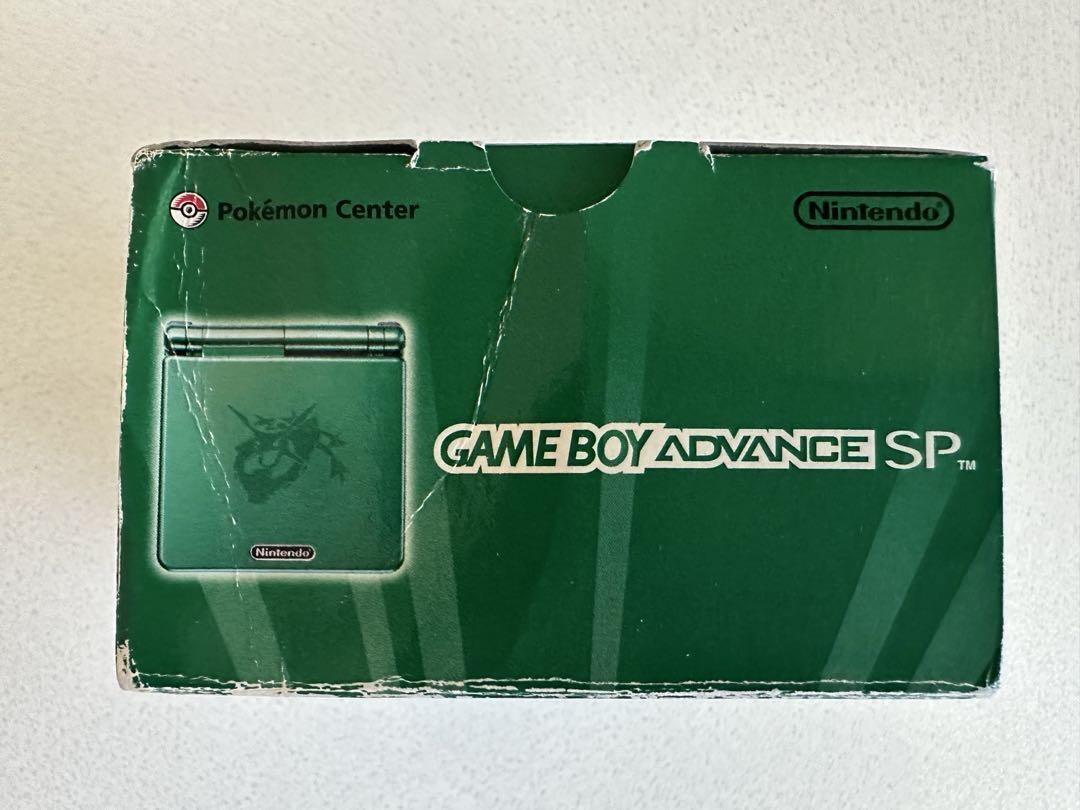 Pokémon Center
Nintendo®
GAME BOY ADVANCE SP™
Nintendo